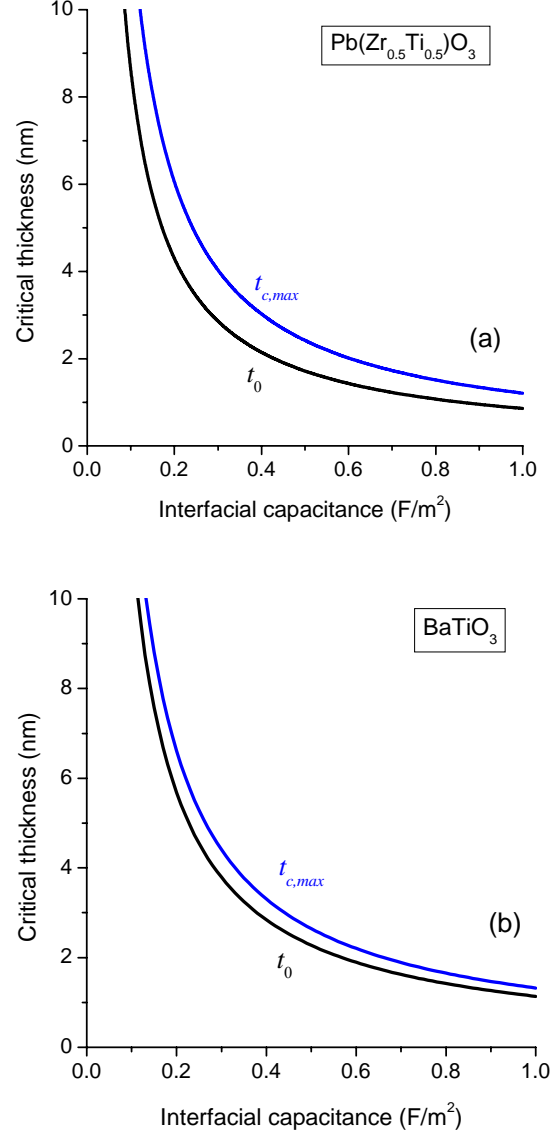 Pb(Zr0.5Ti0.5)O3
10
8
6
4
2
0
Critical thickness (nm)
tc,max
t0
(a)
0.0 0.2 0.4 0.6 0.8 1.0
Interfacial capacitance (F/m2)
BaTiO3
10
8
6
4
2
0
Critical thickness (nm)
tc,max
t0
(b)
0.0 0.2 0.4 0.6 0.8 1.0
Interfacial capacitance (F/m2)